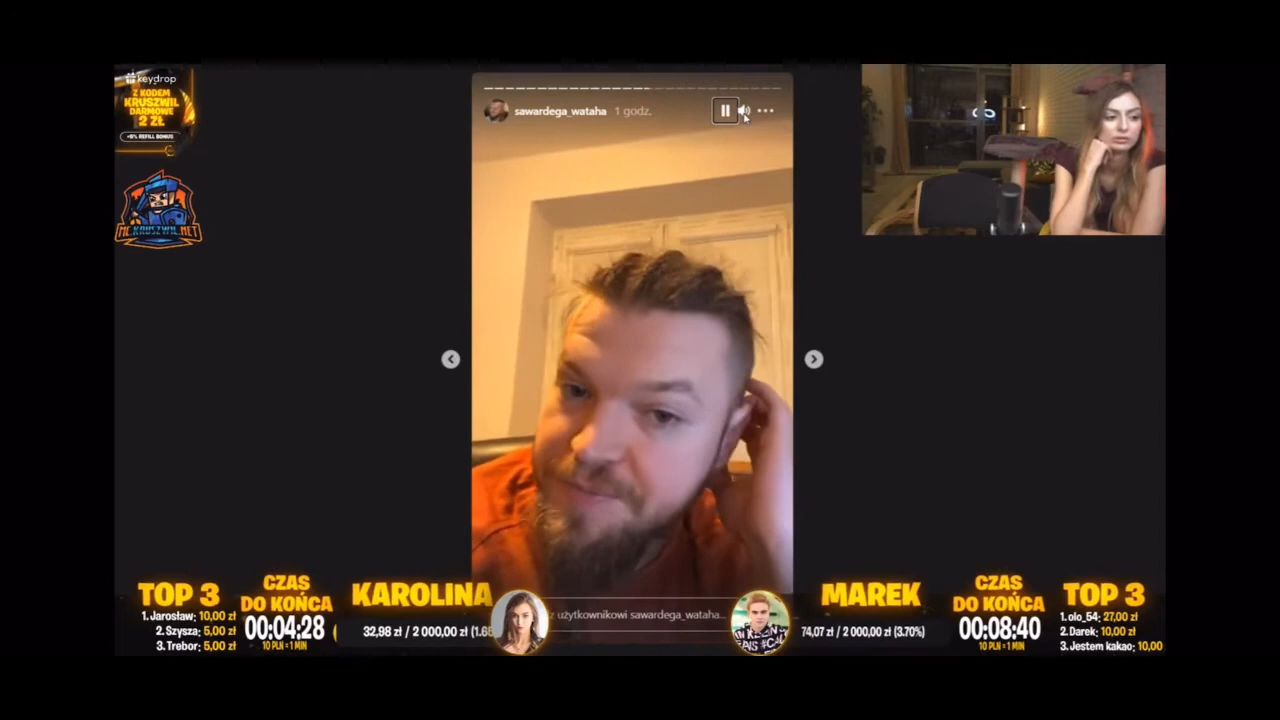 keydrop
Z KODEM
KRUSZWIL
DARMOWE
2 ZŁ
+5% REFILL BONUS!
MC.KRUSZWIL.NET
sawardega_wataha 1 godz.
TOP 3
1. Jarosław: 10,00 zł
2. Szysza: 5,00 zł
3. Trebor: 5,00 zł
CZAS
DO KOŃCA
00:04:28
10 PLN = 1 MIN
KAROLINA
32,98 zł / 2 000,00 zł (1.6
z użytkownikowi sawardega_wataha...
MAREK
74,07 zł / 2 000,00 zł (3.70%)
CZAS
DO KOŃCA
00:08:40
10 PLN = 1 MIN
TOP 3
1. olo_54: 27,00 zł
2. Darek: 10,00 zł
3. Jestem kakao: 10,00